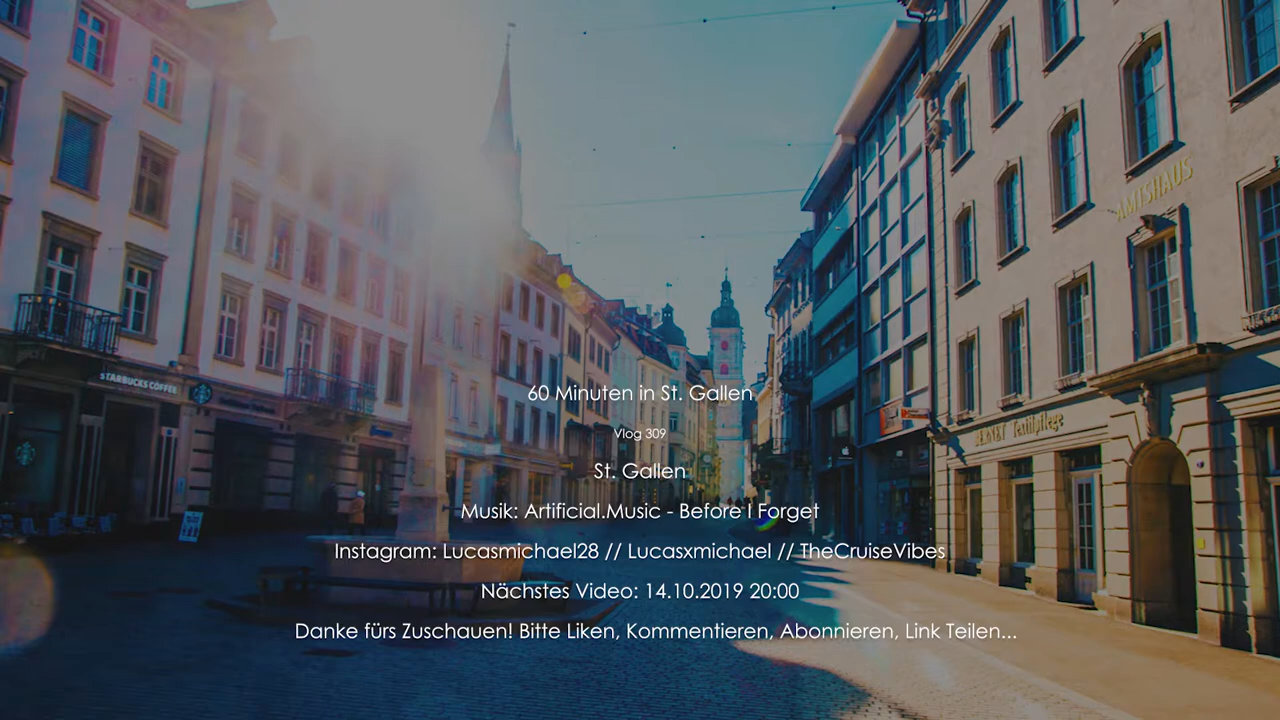 AMTSHAUS
STARBUCKS COFFEE
60 Minuten in St. Gallen
Vlog 309
Textilpflege
St. Gallen
Musik: Artificial.Music - Before I Forget
Instagram: Lucasmichael28 // Lucasxmichael // TheCruiseVibes
Nächstes Video: 14.10.2019 20:00
Danke fürs Zuschauen! Bitte Liken, Kommentieren, Abonnieren, Link Teilen...